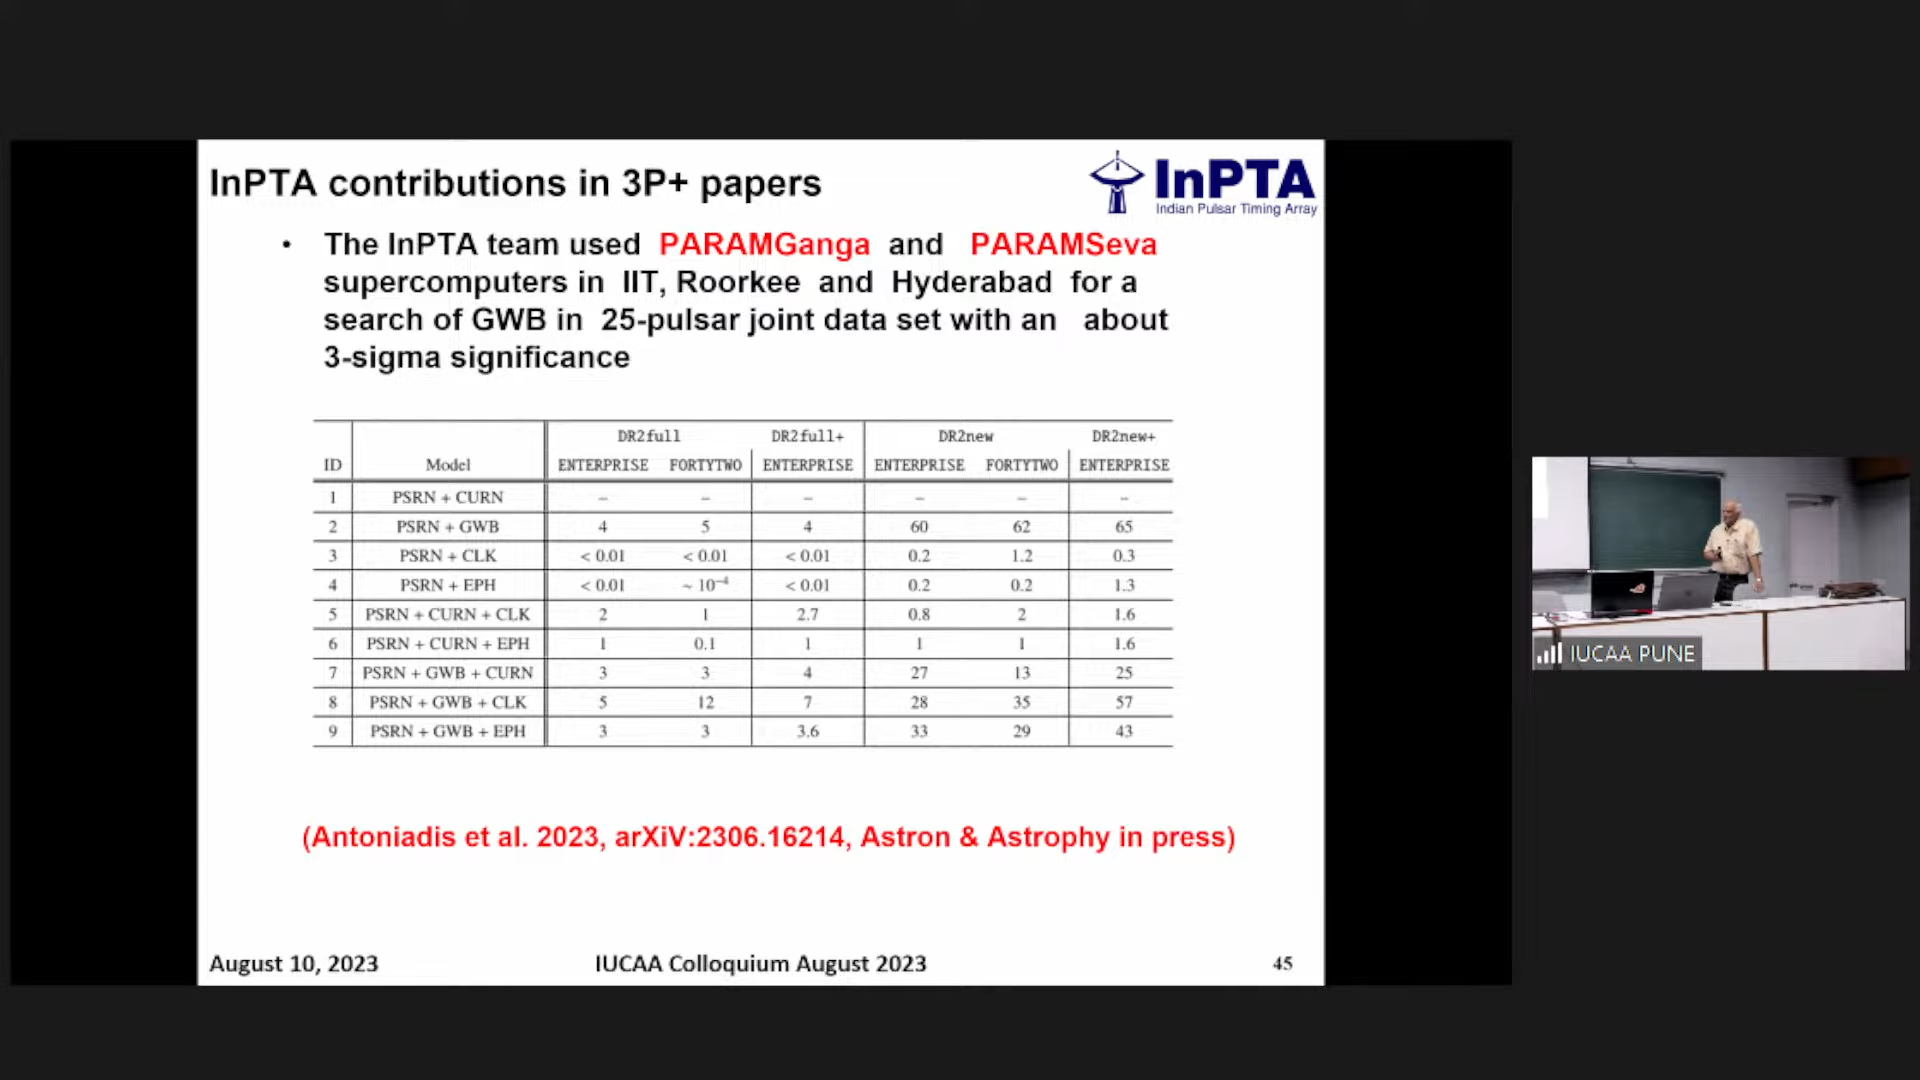 InPTA contributions in 3P+ papers
InPTA
Indian Pulsar Timing Array
• The InPTA team used PARAMGanga and PARAMSeva
supercomputers in IIT, Roorkee and Hyderabad for a
search of GWB in 25-pulsar joint data set with an about
3-sigma significance
DR2full DR2full+ DR2new DR2new+
ID Model ENTERPRISE FORTYTWO ENTERPRISE ENTERPRISE FORTYTWO ENTERPRISE
1 PSRN + CURN – – – – – –
2 PSRN + GWB 4 5 4 60 62 65
3 PSRN + CLK < 0.01 < 0.01 < 0.01 0.2 1.2 0.3
4 PSRN + EPH < 0.01 ~ 10⁻⁴ < 0.01 0.2 0.2 1.3
5 PSRN + CURN + CLK 2 1 2.7 0.8 2 1.6
6 PSRN + CURN + EPH 1 0.1 1 1 1 1.6
7 PSRN + GWB + CURN 3 3 4 27 13 25
8 PSRN + GWB + CLK 5 12 7 28 35 57
9 PSRN + GWB + EPH 3 3 3.6 33 29 43
(Antoniadis et al. 2023, arXiV:2306.16214, Astron & Astrophy in press)
August 10, 2023 IUCAA Colloquium August 2023 45
IUCAA PUNE